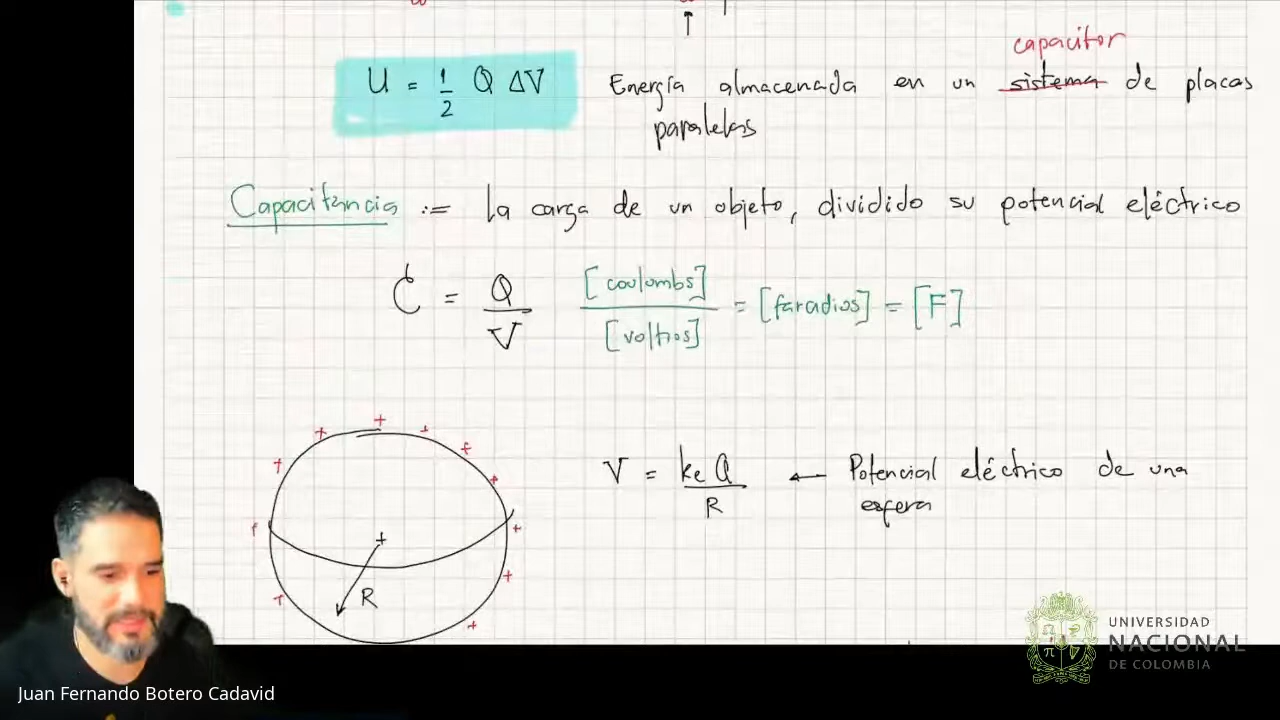 capacitor
U = 1/2 Q ΔV Energía almacenada en un sistema de placas
paralelas
Capacitancia := la carga de un objeto, dividido su potencial eléctrico
C = Q/V [coulombs]/[voltios] = [faradios] = [F]
V = ke Q/R ← Potencial eléctrico de una
esfera
R
UNIVERSIDAD
NACIONAL
DE COLOMBIA
Juan Fernando Botero Cadavid